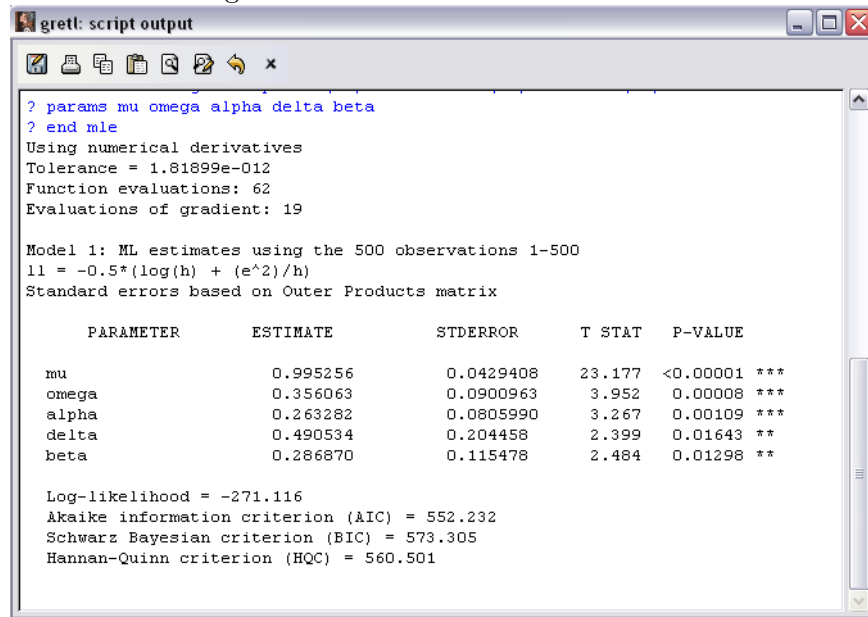 gretl: script output
? params mu omega alpha delta beta
? end mle
Using numerical derivatives
Tolerance = 1.81899e-012
Function evaluations: 62
Evaluations of gradient: 19
Model 1: ML estimates using the 500 observations 1-500
ll = -0.5*(log(h) + (e^2)/h)
Standard errors based on Outer Products matrix
PARAMETER ESTIMATE STDERROR T STAT P-VALUE
mu 0.995256 0.0429408 23.177 <0.00001 ***
omega 0.356063 0.0900963 3.952 0.00008 ***
alpha 0.263282 0.0805990 3.267 0.00109 ***
delta 0.490534 0.204458 2.399 0.01643 **
beta 0.286870 0.115478 2.484 0.01298 **
Log-likelihood = -271.116
Akaike information criterion (AIC) = 552.232
Schwarz Bayesian criterion (BIC) = 573.305
Hannan-Quinn criterion (HQC) = 560.501